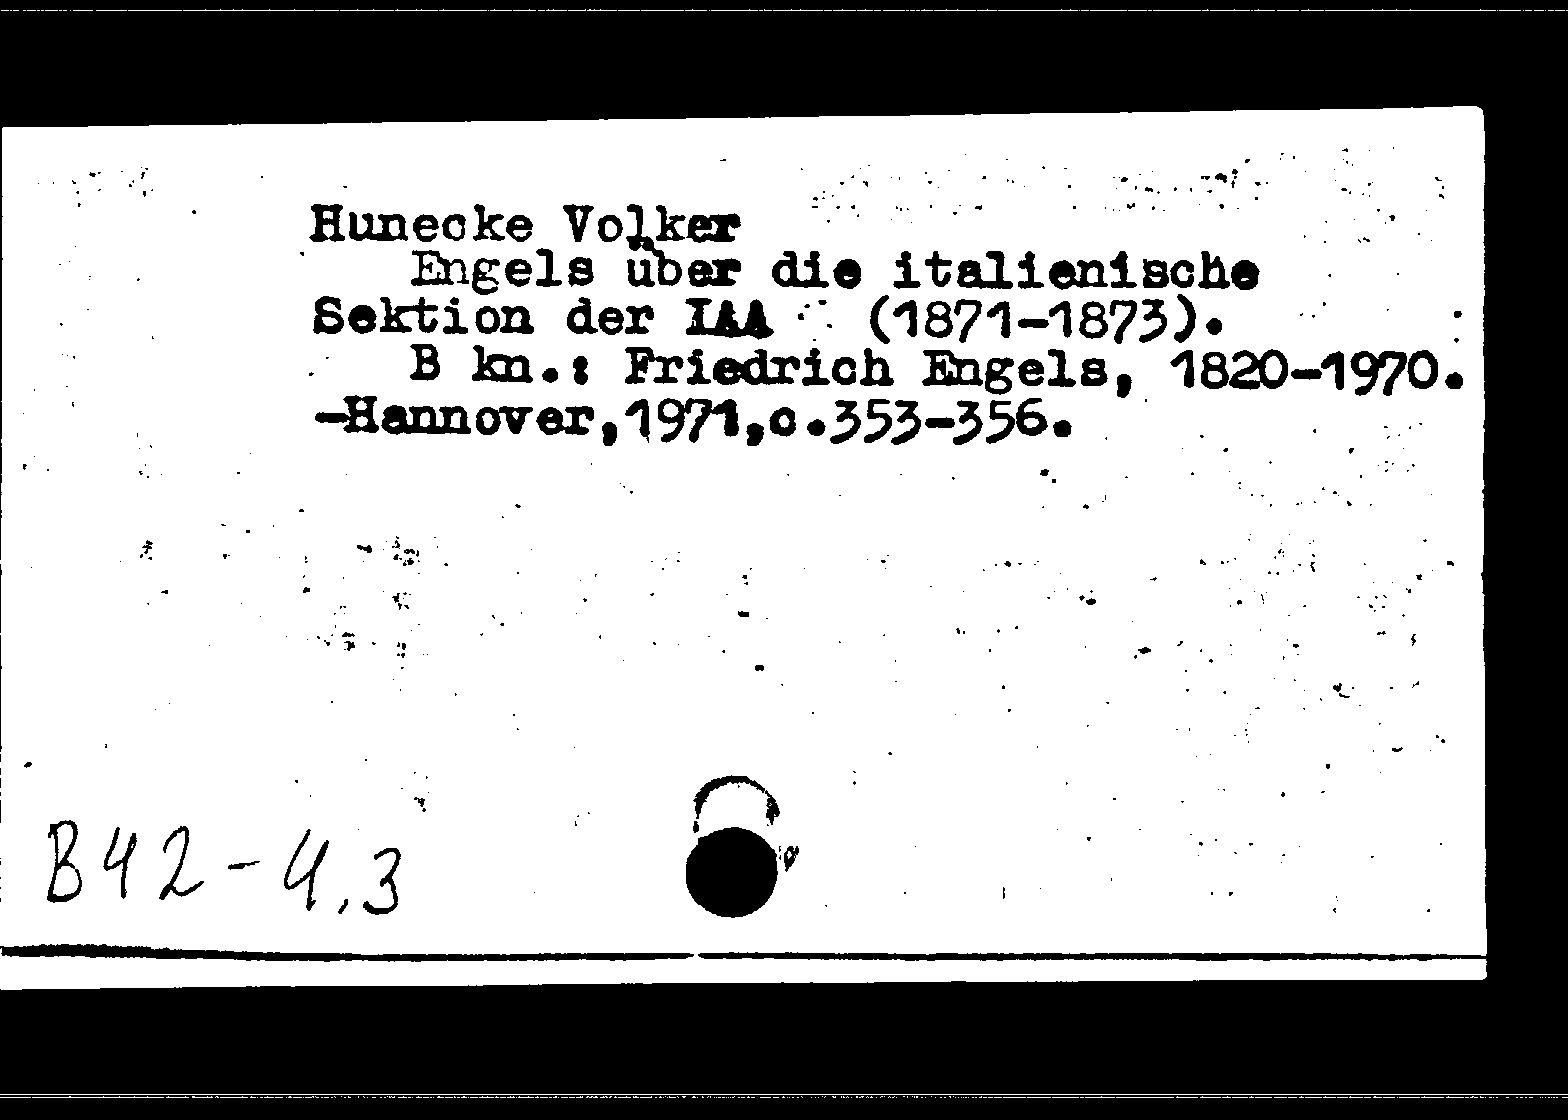 Hunecke Volker
Engels über die italienische
Sektion der IAA (1871-1873).
B kn.: Friedrich Engels, 1820-1970.
-Hannover,1971,c.353-356.
B42-4.3